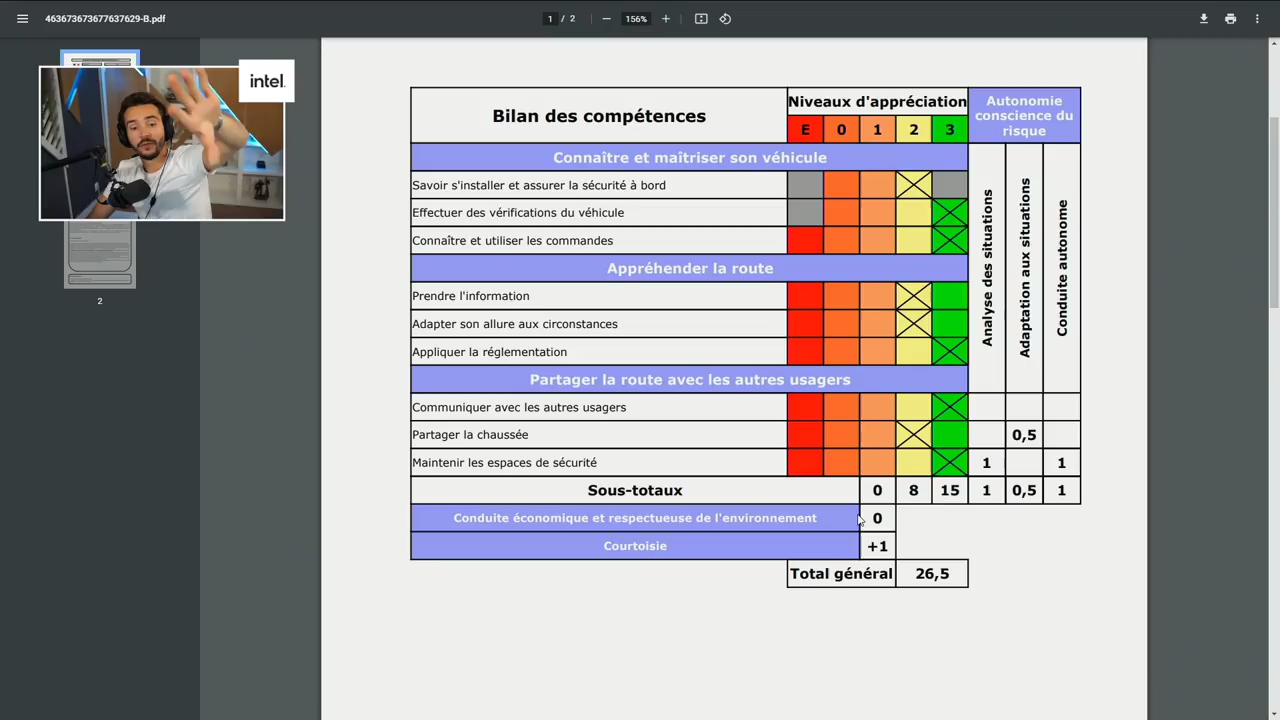 463673673677637629-B.pdf
1 / 2
156%
intel.
2
Bilan des compétences
Niveaux d'appréciation
E 0 1 2 3
Autonomie
conscience du
risque
Connaître et maîtriser son véhicule
Savoir s'installer et assurer la sécurité à bord
Effectuer des vérifications du véhicule
Connaître et utiliser les commandes
Appréhender la route
Prendre l'information
Adapter son allure aux circonstances
Appliquer la réglementation
Analyse des situations
Adaptation aux situations
Conduite autonome
Partager la route avec les autres usagers
Communiquer avec les autres usagers
Partager la chaussée 0,5
Maintenir les espaces de sécurité 1 1
Sous-totaux 0 8 15 1 0,5 1
Conduite économique et respectueuse de l'environnement 0
Courtoisie +1
Total général 26,5